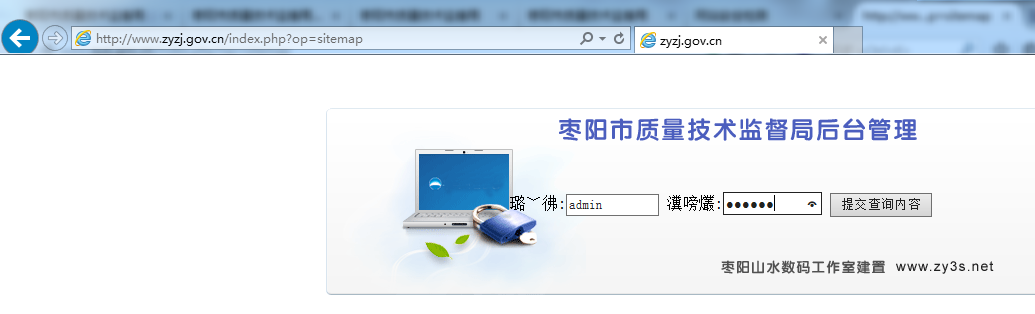 http://www.zyzj.gov.cn/index.php?op=sitemap
zyzj.gov.cn
枣阳市质量技术监督局后台管理
璐﹀彿:admin 瀵嗙爜:●●●●●● 提交查询内容
枣阳山水数码工作室建置 www.zy3s.net